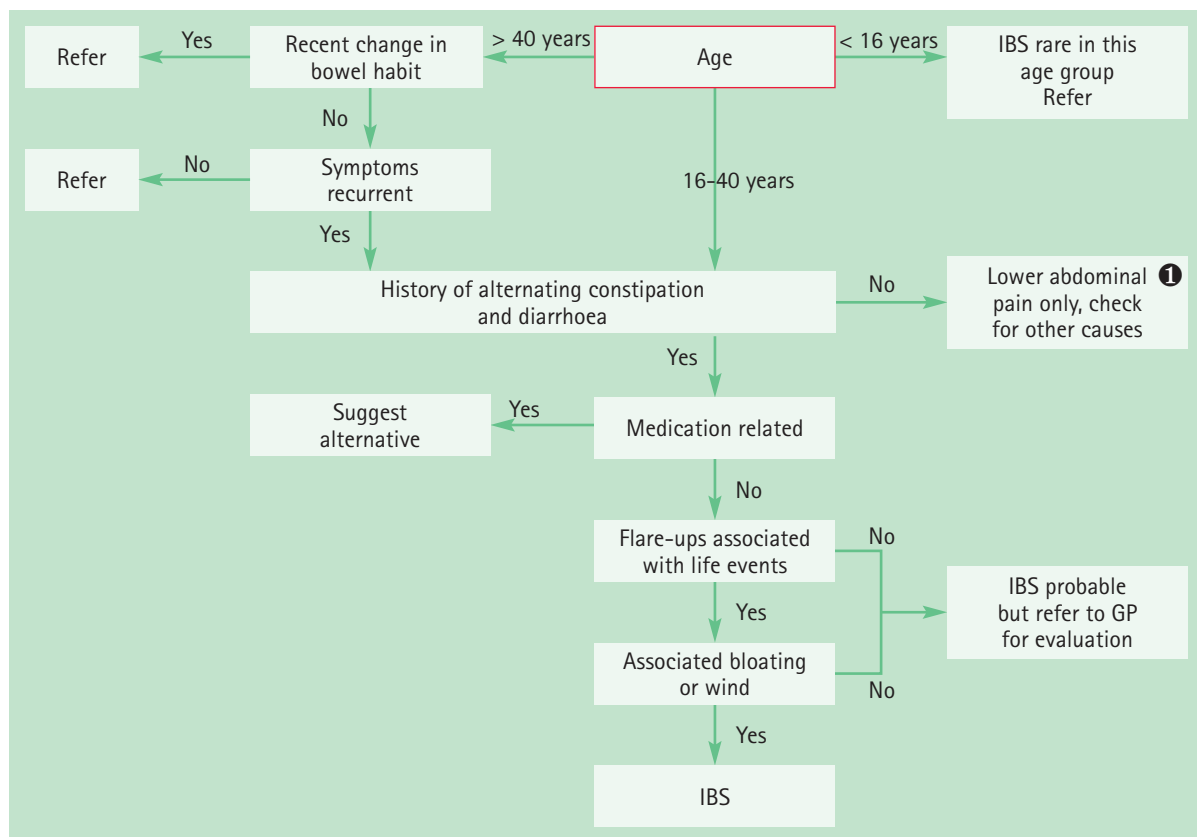 Refer
Yes
Recent change in
bowel habit
> 40 years
Age
< 16 years
IBS rare in this
age group
Refer
No
Refer
No
Symptoms
recurrent
16-40 years
Yes
History of alternating constipation
and diarrhoea
No
Lower abdominal ❶
pain only, check
for other causes
Yes
Suggest
alternative
Yes
Medication related
No
Flare-ups associated
with life events
No
Yes
IBS probable
but refer to GP
for evaluation
Associated bloating
or wind
No
Yes
IBS